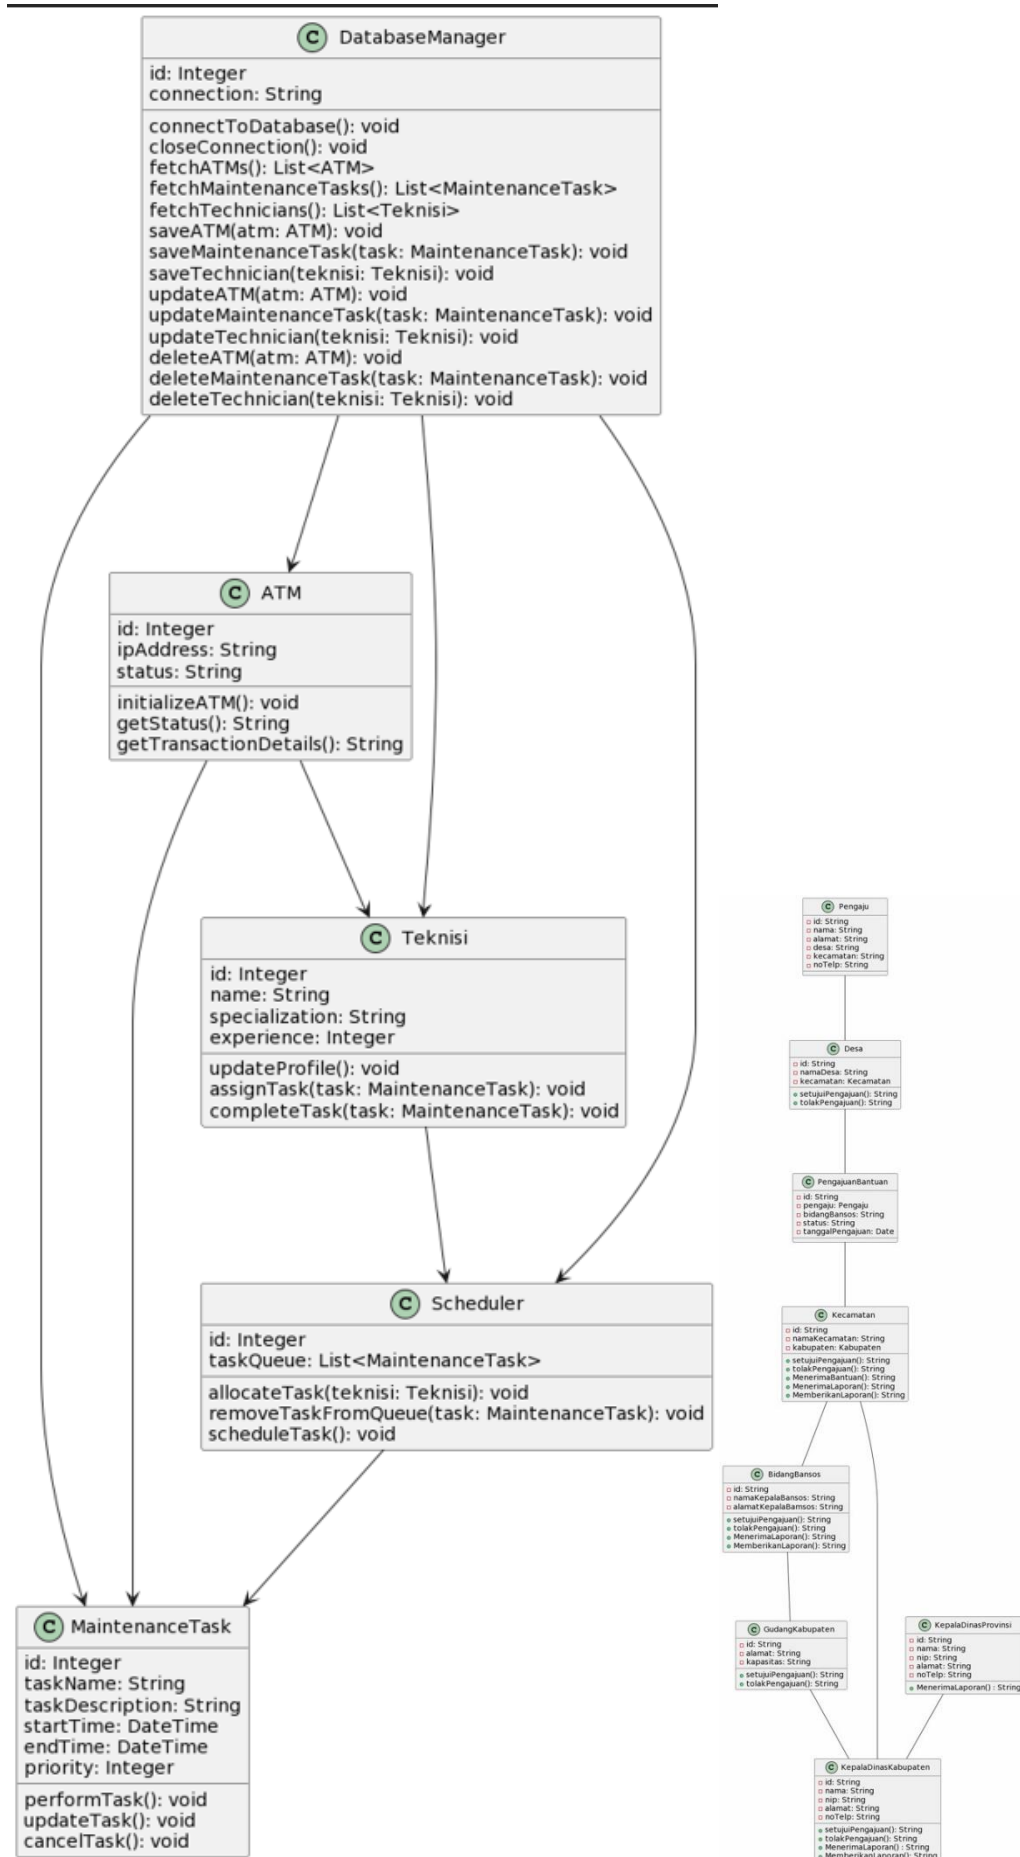 C DatabaseManager
id: Integer
connection: String
connectToDatabase(): void
closeConnection(): void
fetchATMs(): List<ATM>
fetchMaintenanceTasks(): List<MaintenanceTask>
fetchTechnicians(): List<Teknisi>
saveATM(atm: ATM): void
saveMaintenanceTask(task: MaintenanceTask): void
saveTechnician(teknisi: Teknisi): void
updateATM(atm: ATM): void
updateMaintenanceTask(task: MaintenanceTask): void
updateTechnician(teknisi: Teknisi): void
deleteATM(atm: ATM): void
deleteMaintenanceTask(task: MaintenanceTask): void
deleteTechnician(teknisi: Teknisi): void
C ATM
id: Integer
ipAddress: String
status: String
initializeATM(): void
getStatus(): String
getTransactionDetails(): String
C Teknisi
id: Integer
name: String
specialization: String
experience: Integer
updateProfile(): void
assignTask(task: MaintenanceTask): void
completeTask(task: MaintenanceTask): void
C Scheduler
id: Integer
taskQueue: List<MaintenanceTask>
allocateTask(teknisi: Teknisi): void
removeTaskFromQueue(task: MaintenanceTask): void
scheduleTask(): void
C MaintenanceTask
id: Integer
taskName: String
taskDescription: String
startTime: DateTime
endTime: DateTime
priority: Integer
performTask(): void
updateTask(): void
cancelTask(): void
C Pengaju
id: String
nama: String
alamat: String
desa: String
kecamatan: String
noTelp: String
C Desa
id: String
namaDesa: String
kecamatan: Kecamatan
setujuiPengajuan(): String
tolakPengajuan(): String
C PengajuanBantuan
id: String
pengaju: Pengaju
bidangBansos: String
status: String
tanggalPengajuan: Date
C Kecamatan
id: String
namaKecamatan: String
kabupaten: Kabupaten
setujuiPengajuan(): String
tolakPengajuan(): String
MenerimaBantuan(): String
MenerimaLaporan(): String
MemberikanLaporan(): String
C BidangBansos
id: String
namaKepalaBansos: String
alamatKepalaBamsos: String
setujuiPengajuan(): String
tolakPengajuan(): String
MenerimaLaporan(): String
MemberikanLaporan(): String
C GudangKabupaten
id: String
alamat: String
kapasitas: String
setujuiPengajuan(): String
tolakPengajuan(): String
C KepalaDinasProvinsi
id: String
nama: String
nip: String
alamat: String
noTelp: String
MenerimaLaporan() : String
C KepalaDinasKabupaten
id: String
nama: String
nip: String
alamat: String
noTelp: String
setujuiPengajuan(): String
tolakPengajuan(): String
MenerimaLaporan() : String
MemberikanLaporan(): String